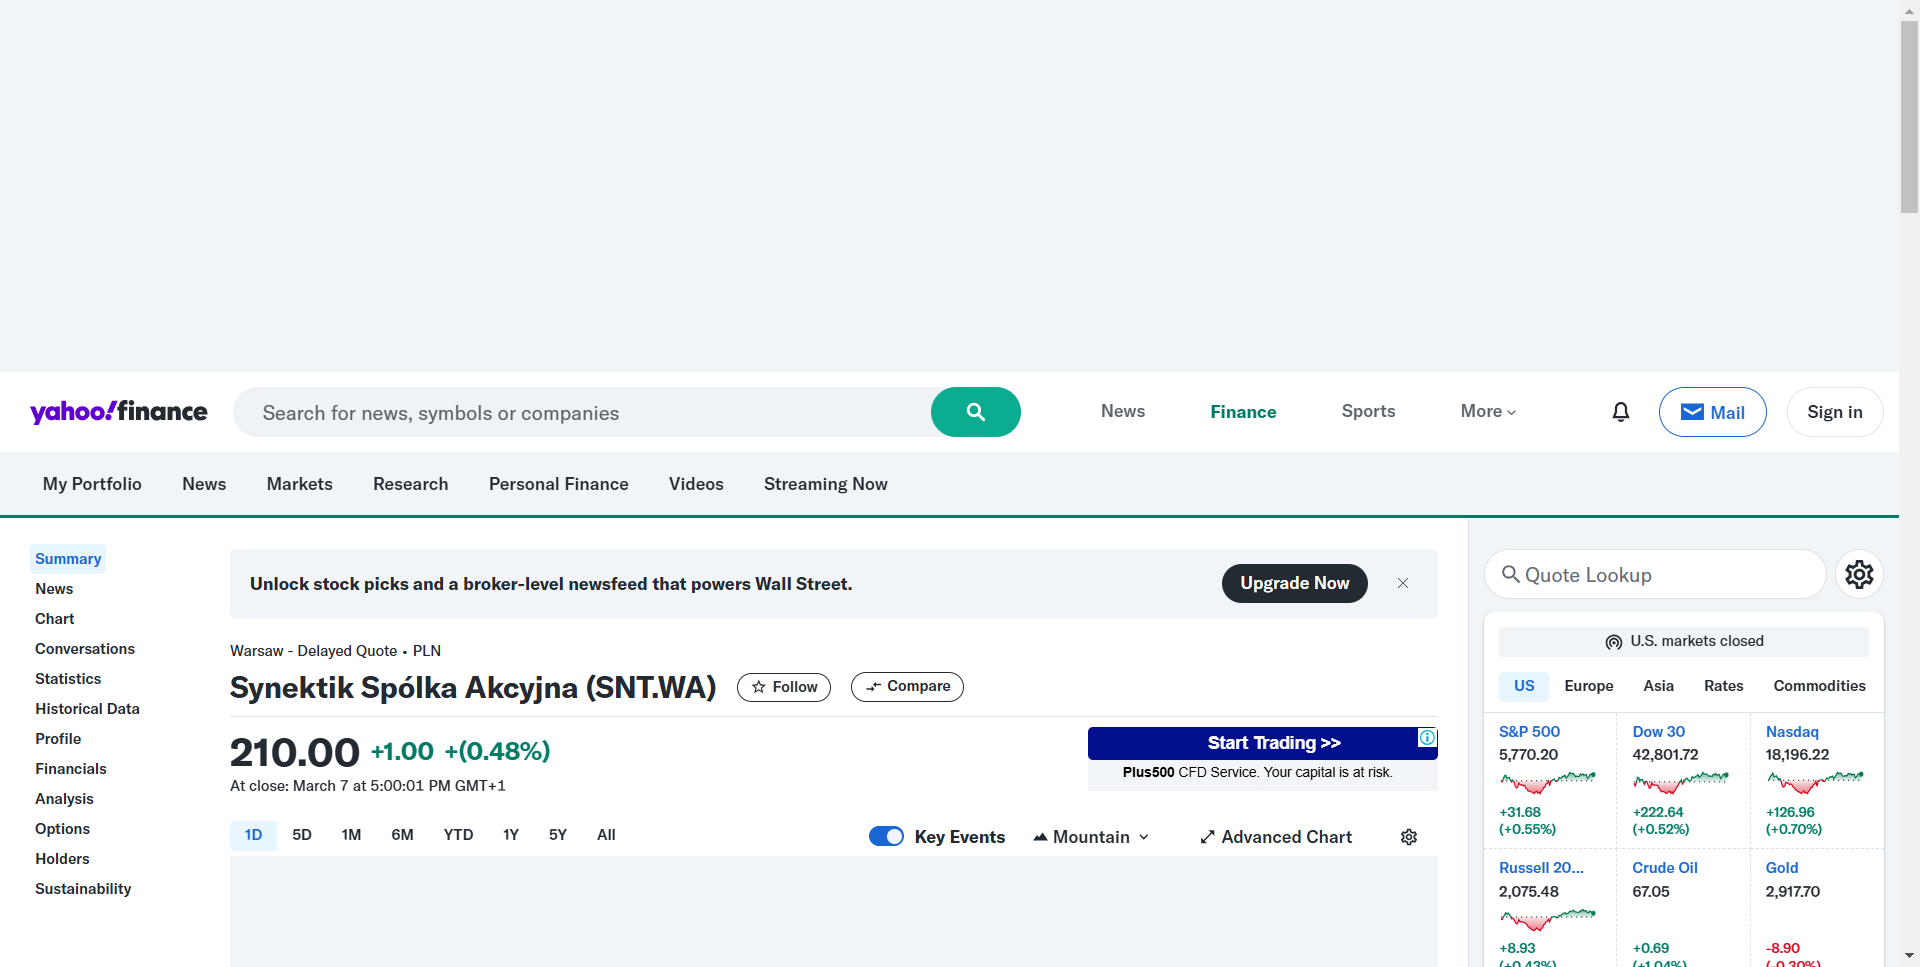 yahoo!finance
Search for news, symbols or companies
News
Finance
Sports
More
Mail
Sign in
My Portfolio
News
Markets
Research
Personal Finance
Videos
Streaming Now
Summary
News
Chart
Conversations
Statistics
Historical Data
Profile
Financials
Analysis
Options
Holders
Sustainability
Unlock stock picks and a broker-level newsfeed that powers Wall Street.
Upgrade Now
Warsaw - Delayed Quote • PLN
Synektik Spólka Akcyjna (SNT.WA)
Follow
Compare
210.00 +1.00 +(0.48%)
At close: March 7 at 5:00:01 PM GMT+1
Start Trading >>
Plus500 CFD Service. Your capital is at risk.
1D
5D
1M
6M
YTD
1Y
5Y
All
Key Events
Mountain
Advanced Chart
Quote Lookup
U.S. markets closed
US
Europe
Asia
Rates
Commodities
S&P 500
5,770.20
+31.68
(+0.55%)
Dow 30
42,801.72
+222.64
(+0.52%)
Nasdaq
18,196.22
+126.96
(+0.70%)
Russell 20...
2,075.48
+8.93
(+0.43%)
Crude Oil
67.05
+0.69
(+1.04%)
Gold
2,917.70
-8.90
(-0.30%)